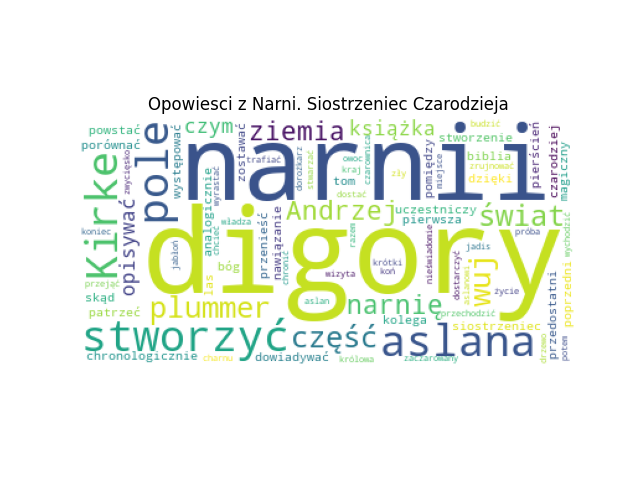 Opowiesci z Narni. Siostrzeniec Czarodzieja
powstać
porównać
Kirke
koniec
przejąć
skąd
patrzeć
opisywać
zwycięsko
pole
występować
czym
zostawać
ziemia
trafiać
dorożkarz
stwarzać
książka
tom
owoc
kraj
dostać
czarownica
pomiędzy
miejsce
budzić
stworzenie
biblia
zły
zrujnować
dzięki
pierścień
czarodziej
magiczny
narnii
analogicznie
wyrastać
digory
jabłoń
las
chcieć
władza
bóg
przenieść
nawiązanie
chronić
Andrzej
uczestniczy
pierwsza
świat
razem
wizyta
krótki
koń
nieświadomie
dostarczyć
jadis
aslanowi
wuj
próba
życie
wychodzić
poprzedni
plummer
aslan
narnię
kolega
przechodzić
siostrzeniec
przedostatni
stworzyć
część
aslana
drzewo
potem
chronologicznie
charnu
dowiadywać
królowa
zaczarowany